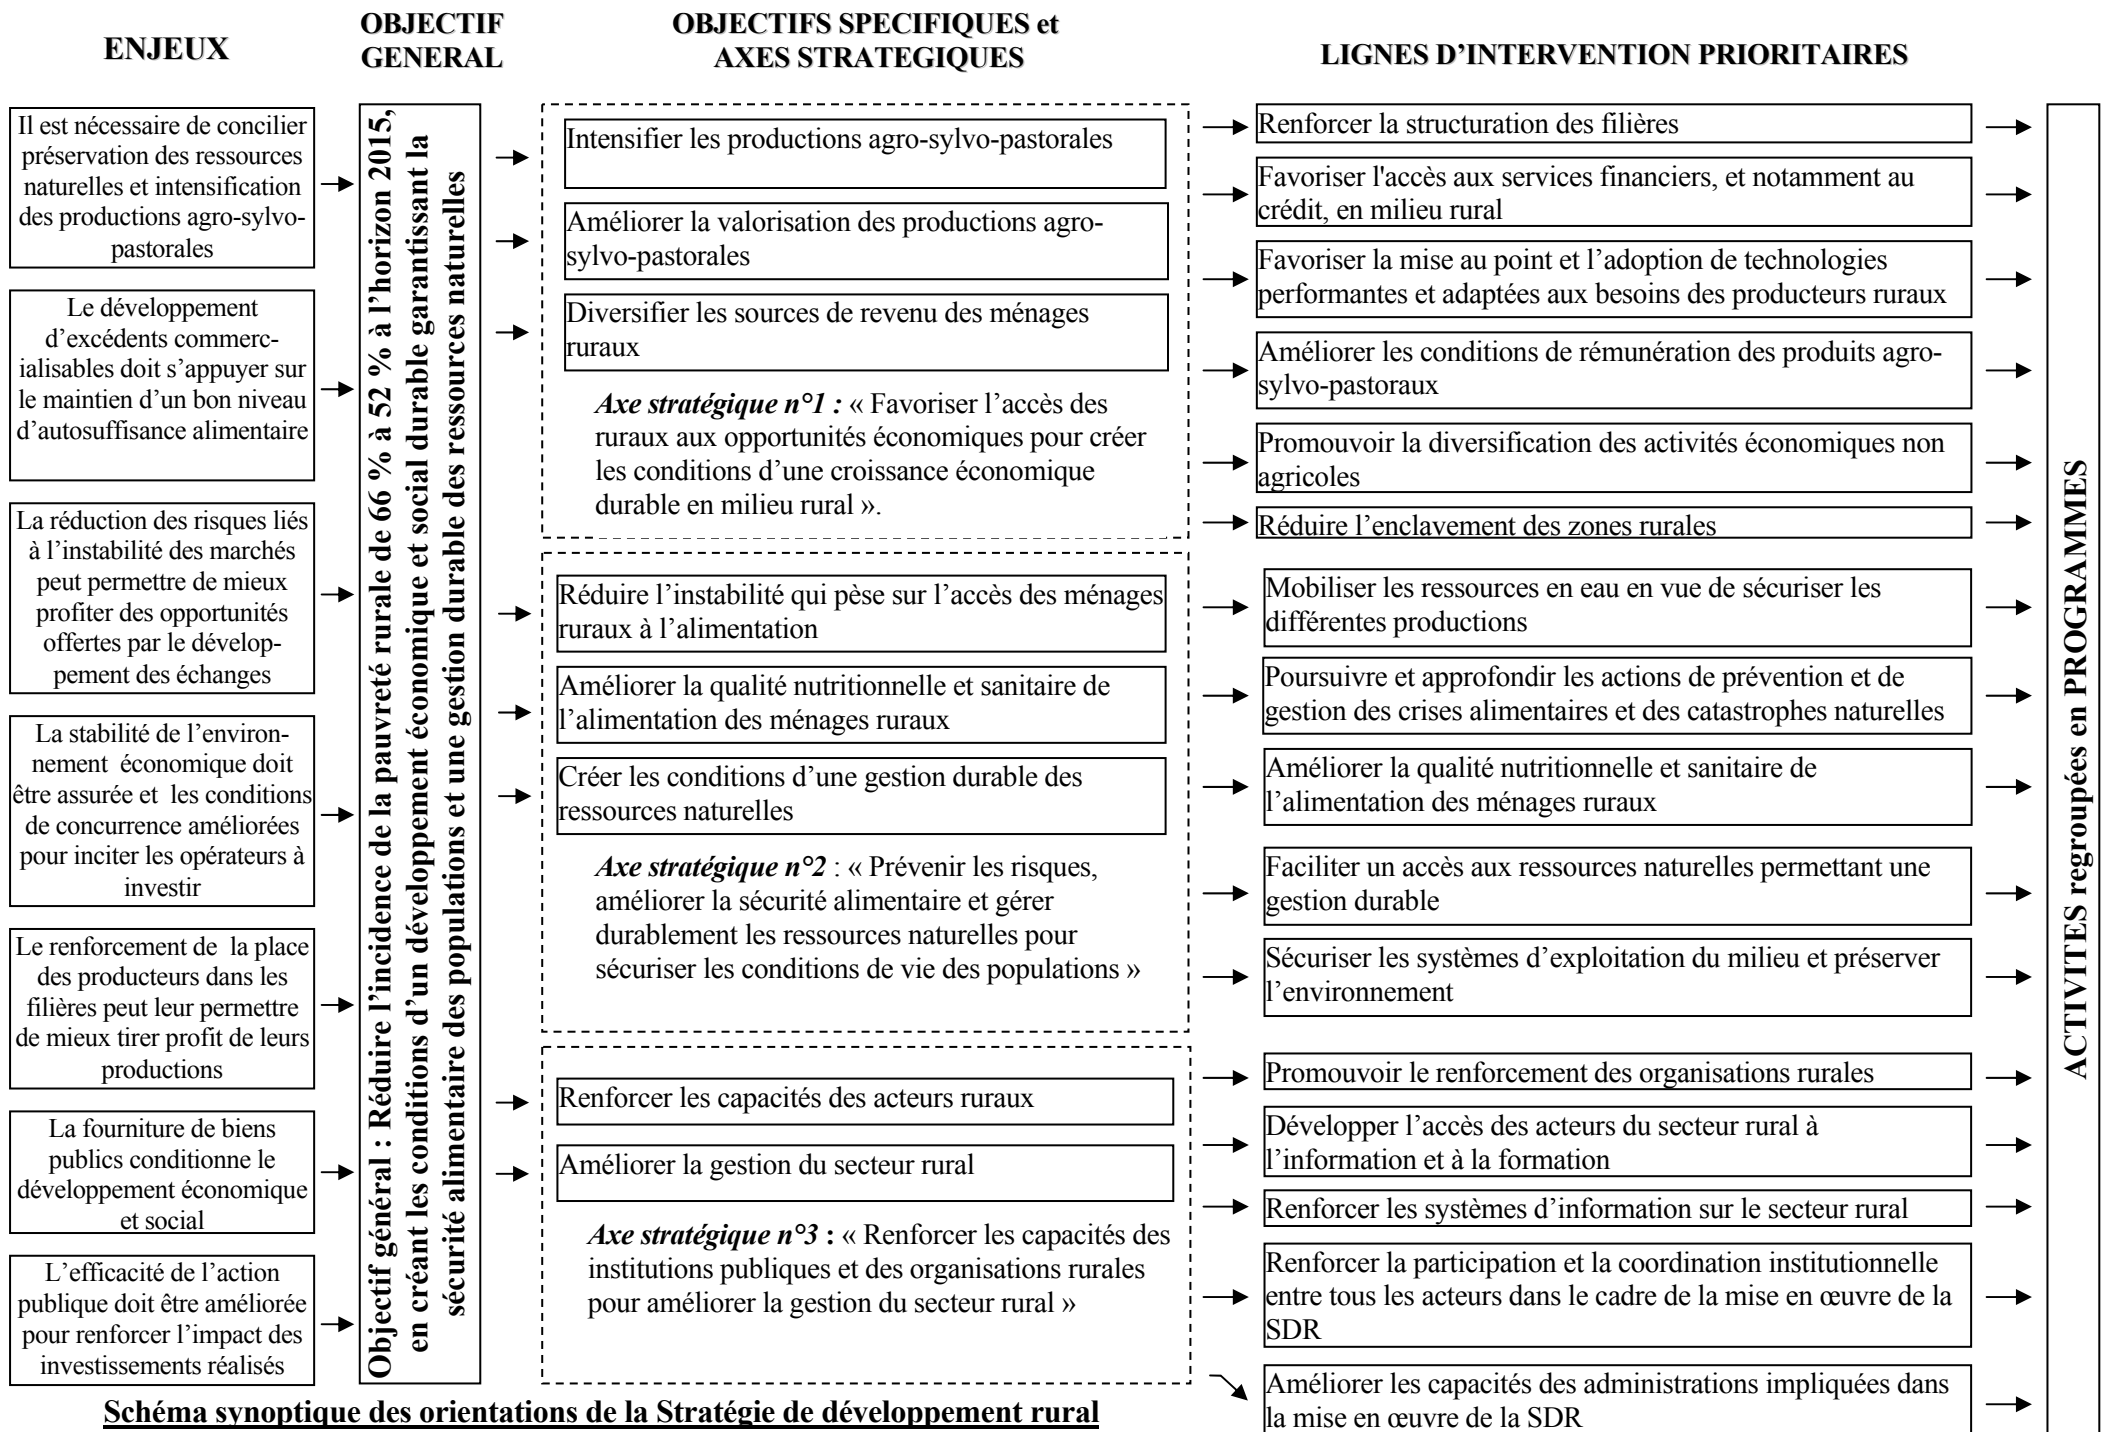 ENJEUX
OBJECTIF
GENERAL
OBJECTIFS SPECIFIQUES et
AXES STRATEGIQUES
LIGNES D'INTERVENTION PRIORITAIRES
Il est nécessaire de concilier
préservation des ressources
naturelles et intensification
des productions agro-sylvo-
pastorales
Le développement
d'excédents commerc-
ialisables doit s'appuyer sur
le maintien d'un bon niveau
d'autosuffisance alimentaire
La réduction des risques liés
à l'instabilité des marchés
peut permettre de mieux
profiter des opportunités
offertes par le dévelop-
pement des échanges
La stabilité de l'environ-
nement économique doit
être assurée et les conditions
de concurrence améliorées
pour inciter les opérateurs à
investir
Le renforcement de la place
des producteurs dans les
filières peut leur permettre
de mieux tirer profit de leurs
productions
La fourniture de biens
publics conditionne le
développement économique
et social
L'efficacité de l'action
publique doit être améliorée
pour renforcer l'impact des
investissements réalisés
Objectif général : Réduire l'incidence de la pauvreté rurale de 66 % à 52 % à l'horizon 2015,
en créant les conditions d'un développement économique et social durable garantissant la
sécurité alimentaire des populations et une gestion durable des ressources naturelles
Intensifier les productions agro-sylvo-pastorales
Améliorer la valorisation des productions agro-
sylvo-pastorales
Diversifier les sources de revenu des ménages
ruraux
Axe stratégique n°1 : « Favoriser l'accès des
ruraux aux opportunités économiques pour créer
les conditions d'une croissance économique
durable en milieu rural ».
Réduire l'instabilité qui pèse sur l'accès des ménages
ruraux à l'alimentation
Améliorer la qualité nutritionnelle et sanitaire de
l'alimentation des ménages ruraux
Créer les conditions d'une gestion durable des
ressources naturelles
Axe stratégique n°2 : « Prévenir les risques,
améliorer la sécurité alimentaire et gérer
durablement les ressources naturelles pour
sécuriser les conditions de vie des populations »
Renforcer les capacités des acteurs ruraux
Améliorer la gestion du secteur rural
Axe stratégique n°3 : « Renforcer les capacités des
institutions publiques et des organisations rurales
pour améliorer la gestion du secteur rural »
Renforcer la structuration des filières
Favoriser l'accès aux services financiers, et notamment au
crédit, en milieu rural
Favoriser la mise au point et l'adoption de technologies
performantes et adaptées aux besoins des producteurs ruraux
Améliorer les conditions de rémunération des produits agro-
sylvo-pastoraux
Promouvoir la diversification des activités économiques non
agricoles
Réduire l'enclavement des zones rurales
Mobiliser les ressources en eau en vue de sécuriser les
différentes productions
Poursuivre et approfondir les actions de prévention et de
gestion des crises alimentaires et des catastrophes naturelles
Améliorer la qualité nutritionnelle et sanitaire de
l'alimentation des ménages ruraux
Faciliter un accès aux ressources naturelles permettant une
gestion durable
Sécuriser les systèmes d'exploitation du milieu et préserver
l'environnement
Promouvoir le renforcement des organisations rurales
Développer l'accès des acteurs du secteur rural à
l'information et à la formation
Renforcer les systèmes d'information sur le secteur rural
Renforcer la participation et la coordination institutionnelle
entre tous les acteurs dans le cadre de la mise en œuvre de la
SDR
Améliorer les capacités des administrations impliquées dans
la mise en œuvre de la SDR
ACTIVITES regroupées en PROGRAMMES
Schéma synoptique des orientations de la Stratégie de développement rural